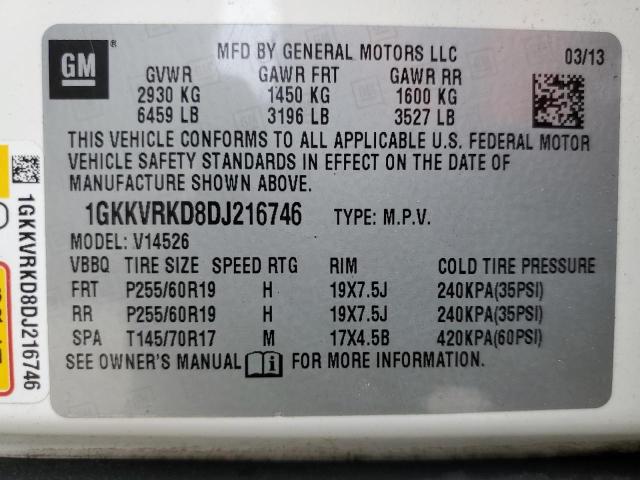 GM
MFD BY GENERAL MOTORS LLC 03/13
GVWR GAWR FRT GAWR RR
2930 KG 1450 KG 1600 KG
6459 LB 3196 LB 3527 LB
THIS VEHICLE CONFORMS TO ALL APPLICABLE U.S. FEDERAL MOTOR
VEHICLE SAFETY STANDARDS IN EFFECT ON THE DATE OF
MANUFACTURE SHOWN ABOVE.
1GKKVRKD8DJ216746 TYPE: M.P.V.
MODEL: V14526
VBBQ TIRE SIZE SPEED RTG RIM COLD TIRE PRESSURE
FRT P255/60R19 H 19X7.5J 240KPA(35PSI)
RR P255/60R19 H 19X7.5J 240KPA(35PSI)
SPA T145/70R17 M 17X4.5B 420KPA(60PSI)
SEE OWNER'S MANUAL i FOR MORE INFORMATION.
1GKKVRKD8DJ216746